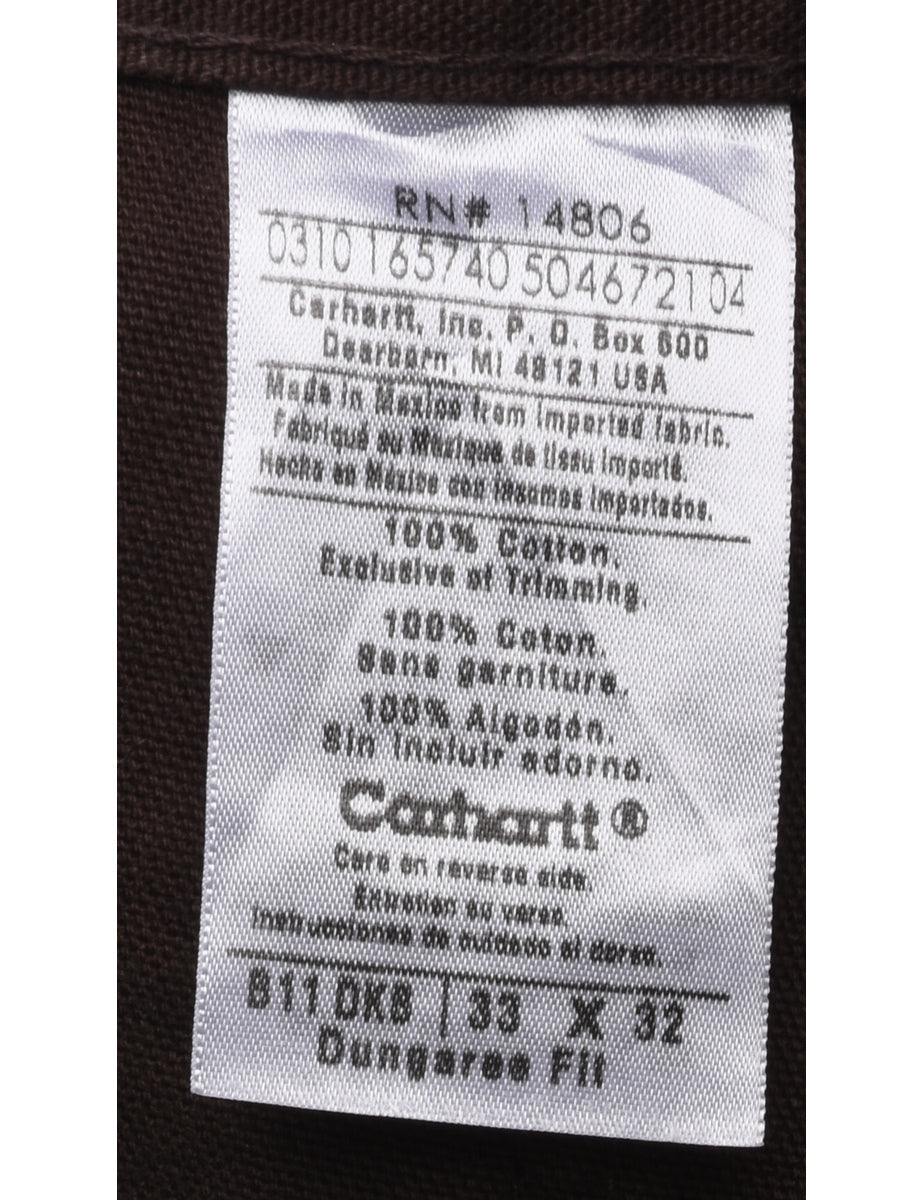 RN# 14806
0310 165740 5046721 04
Carhartt, Inc. P. O. Box 600
Dearborn, MI 48121 USA
Made in Mexico from imported fabric.
Fabriqué au Mexique de tissu importé.
Hecho en México con insumos importados.
100% Cotton.
Exclusive of Trimming.
100% Coton.
Sans garniture.
100% Algodón.
Sin incluir adorno.
Carhartt®
Care on reverse side.
Entretien au verso.
Instrucciones de cuidado al dorso.
B11 DKB | 33 X 32
Dungaree Fit